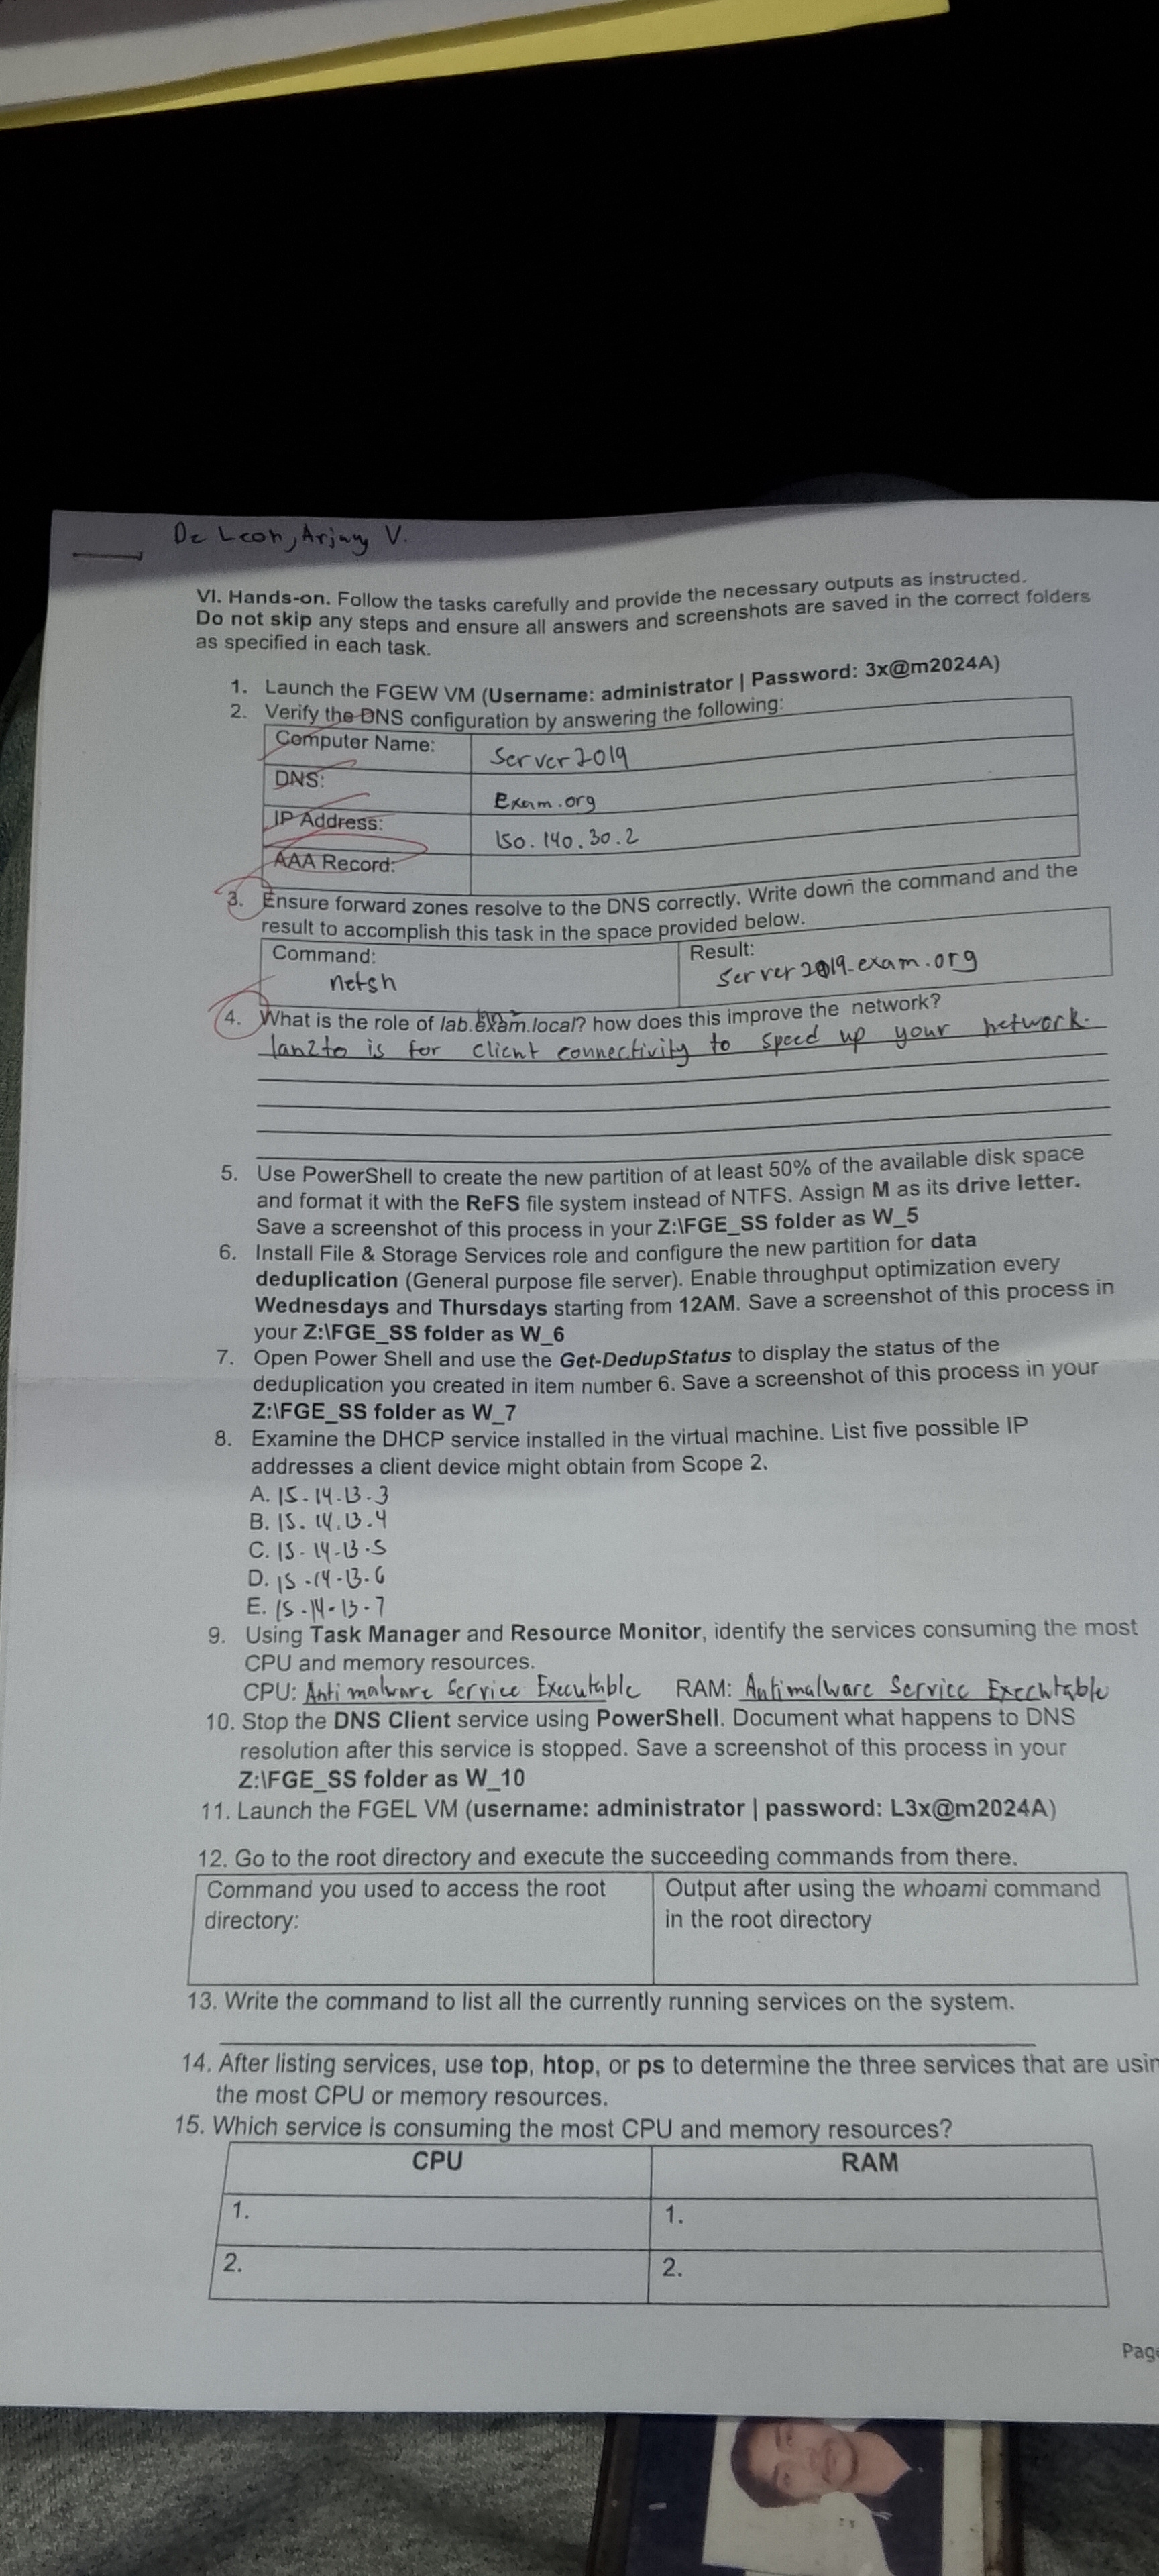 De Leon, Arjay V.
VI. Hands-on. Follow the tasks carefully and provide the necessary outputs as instructed.
Do not skip any steps and ensure all answers and screenshots are saved in the correct folders
as specified in each task.
1. Launch the FGEW VM (Username: administrator | Password: 3x@m2024A)
2. Verify the DNS configuration by answering the following:
Computer Name: Server2019
DNS: Exam.org
IP Address: 150.140.30.2
AAA Record:
3. Ensure forward zones resolve to the DNS correctly. Write down the command and the
result to accomplish this task in the space provided below.
Command: Result:
netsh server2019.exam.org
4. What is the role of lab.exam.local? how does this improve the network?
is for client connectivity to speed up your network.
5. Use PowerShell to create the new partition of at least 50% of the available disk space
and format it with the ReFS file system instead of NTFS. Assign M as its drive letter.
Save a screenshot of this process in your Z:\FGE_SS folder as W_5
6. Install File & Storage Services role and configure the new partition for data
deduplication (General purpose file server). Enable throughput optimization every
Wednesdays and Thursdays starting from 12AM. Save a screenshot of this process in
your Z:\FGE_SS folder as W_6
7. Open Power Shell and use the Get-DedupStatus to display the status of the
deduplication you created in item number 6. Save a screenshot of this process in your
Z:\FGE_SS folder as W_7
8. Examine the DHCP service installed in the virtual machine. List five possible IP
addresses a client device might obtain from Scope 2.
A. 15.14.13.3
B. 15.14.13.4
C. 15.14.13.5
D. 15.14.13.6
E. 15.14.13.7
9. Using Task Manager and Resource Monitor, identify the services consuming the most
CPU and memory resources.
CPU: Antimalware Service Executable RAM: Antimalware Service Executable
10. Stop the DNS Client service using PowerShell. Document what happens to DNS
resolution after this service is stopped. Save a screenshot of this process in your
Z:\FGE_SS folder as W_10
11. Launch the FGEL VM (username: administrator | password: L3x@m2024A)
12. Go to the root directory and execute the succeeding commands from there.
Command you used to access the root Output after using the whoami command
directory: in the root directory
13. Write the command to list all the currently running services on the system.
14. After listing services, use top, htop, or ps to determine the three services that are usin
the most CPU or memory resources.
15. Which service is consuming the most CPU and memory resources?
CPU RAM
1. 1.
2. 2.
Page